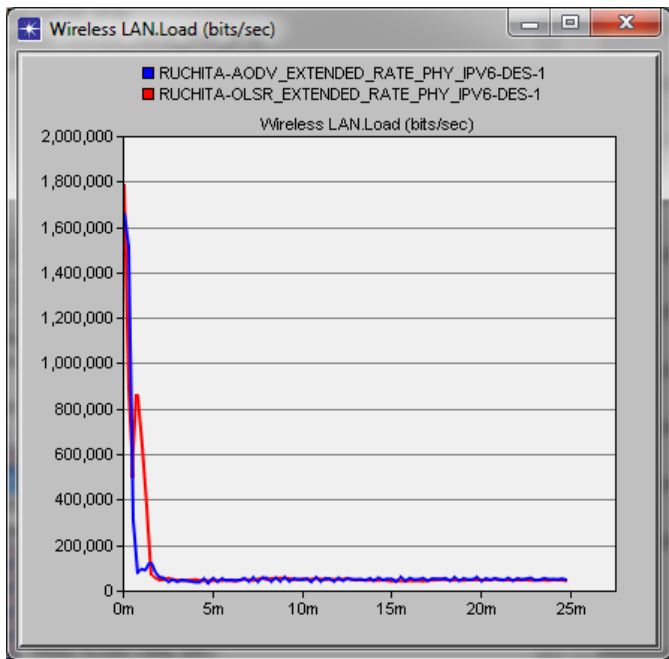 Wireless LAN.Load (bits/sec)
RUCHITA-AODV_EXTENDED_RATE_PHY_IPV6-DES-1
RUCHITA-OLSR_EXTENDED_RATE_PHY_IPV6-DES-1
Wireless LAN.Load (bits/sec)
2,000,000
1,800,000
1,600,000
1,400,000
1,200,000
1,000,000
800,000
600,000
400,000
200,000
0
0m 5m 10m 15m 20m 25m